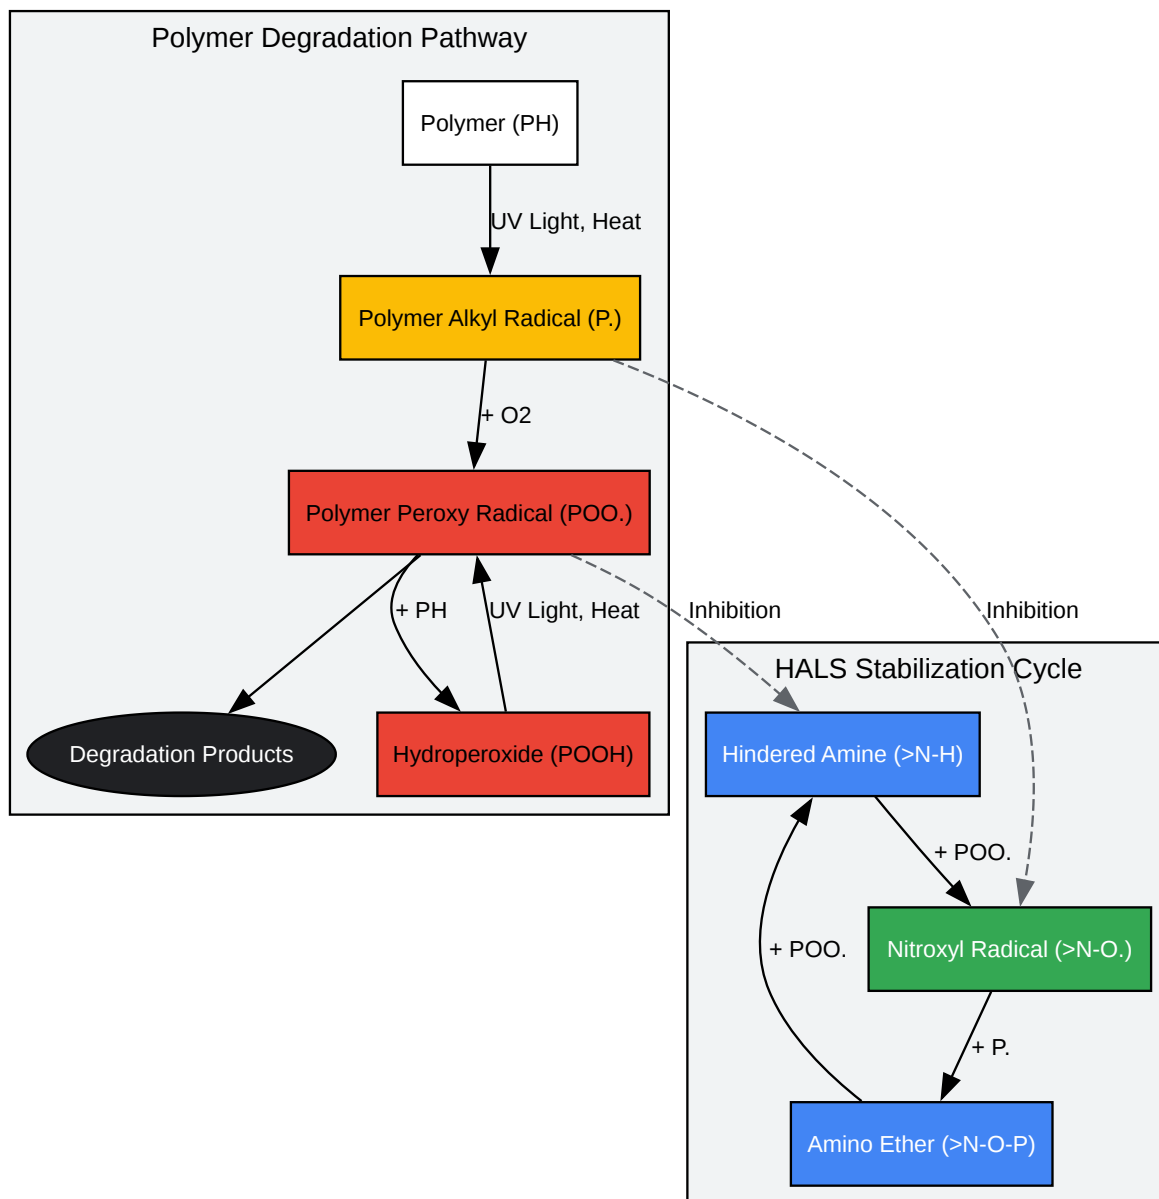 Polymer Degradation Pathway
Polymer (PH)
UV Light, Heat
Polymer Alkyl Radical (P.)
+ O2
Polymer Peroxy Radical (POO.)
+ PH
UV Light, Heat
Inhibition
Inhibition
Degradation Products
Hydroperoxide (POOH)
HALS Stabilization Cycle
Hindered Amine (>N-H)
+ POO.
+ POO.
Nitroxyl Radical (>N-O.)
+ P.
Amino Ether (>N-O-P)